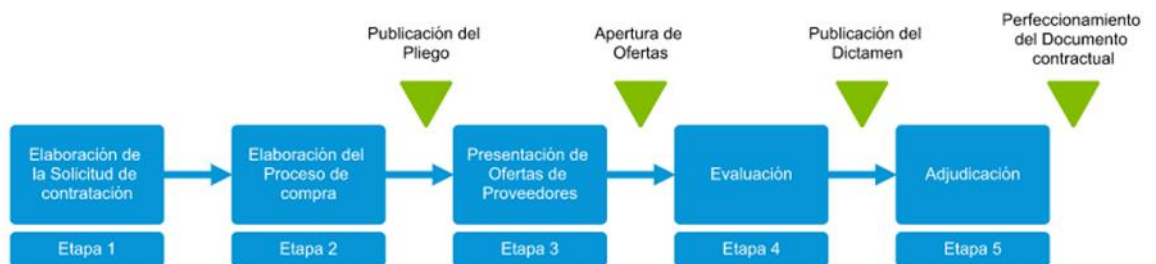 Publicación del
Pliego
Apertura de
Ofertas
Publicación del
Dictamen
Perfeccionamiento
del Documento
contractual
Elaboración de
la Solicitud de
contratación
Elaboración del
Proceso de
compra
Presentación de
Ofertas de
Proveedores
Evaluación
Adjudicación
Etapa 1
Etapa 2
Etapa 3
Etapa 4
Etapa 5